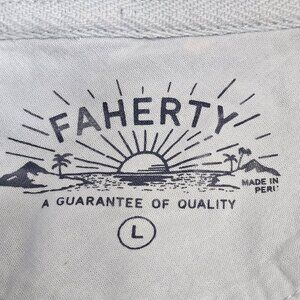 FAHERTY
MADE IN
PERU
A GUARANTEE OF QUALITY
L